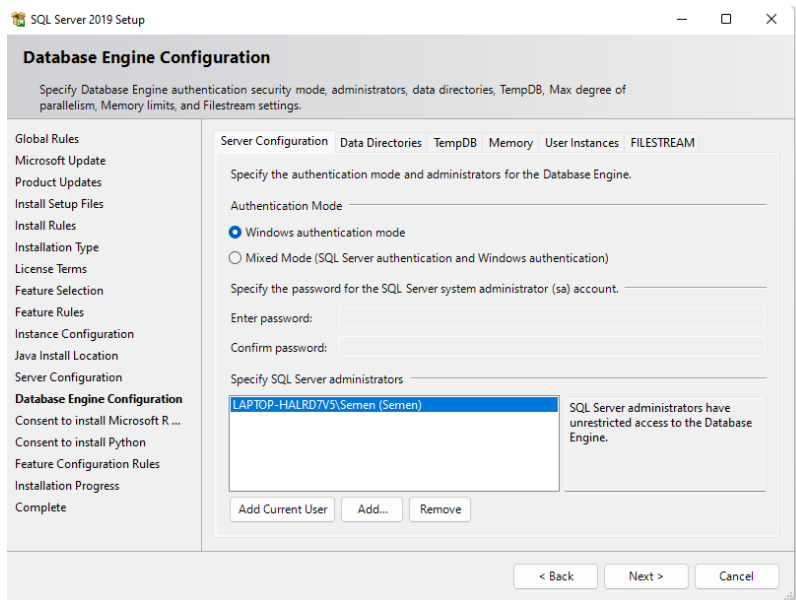 SQL Server 2019 Setup
Database Engine Configuration
Specify Database Engine authentication security mode, administrators, data directories, TempDB, Max degree of
parallelism, Memory limits, and Filestream settings.
Global Rules
Microsoft Update
Product Updates
Install Setup Files
Install Rules
Installation Type
License Terms
Feature Selection
Feature Rules
Instance Configuration
Java Install Location
Server Configuration
Database Engine Configuration
Consent to install Microsoft R ...
Consent to install Python
Feature Configuration Rules
Installation Progress
Complete
Server Configuration Data Directories TempDB Memory User Instances FILESTREAM
Specify the authentication mode and administrators for the Database Engine.
Authentication Mode
Windows authentication mode
Mixed Mode (SQL Server authentication and Windows authentication)
Specify the password for the SQL Server system administrator (sa) account.
Enter password:
Confirm password:
Specify SQL Server administrators
LAPTOP-HALRD7V5\Semen (Semen)
SQL Server administrators have
unrestricted access to the Database
Engine.
Add Current User Add... Remove
< Back Next > Cancel